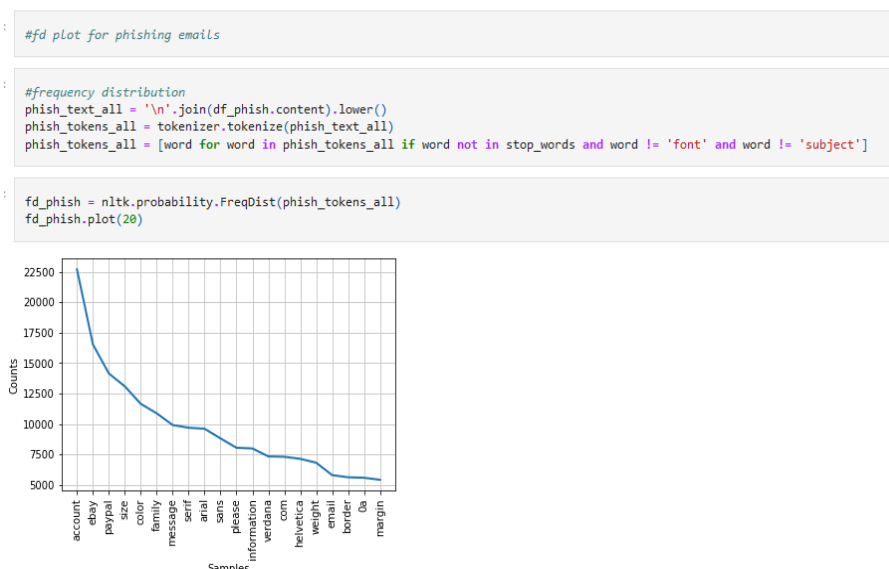 #fd plot for phishing emails
#frequency distribution
phish_text_all = '\n'.join(df_phish.content).lower()
phish_tokens_all = tokenizer.tokenize(phish_text_all)
phish_tokens_all = [word for word in phish_tokens_all if word not in stop_words and word != 'font' and word != 'subject']
fd_phish = nltk.probability.FreqDist(phish_tokens_all)
fd_phish.plot(20)
22500
20000
17500
15000
12500
10000
7500
5000
Counts
account
ebay
paypal
size
color
family
message
serif
arial
sans
please
information
verdana
com
helvetica
weight
email
border
0a
margin
Samples